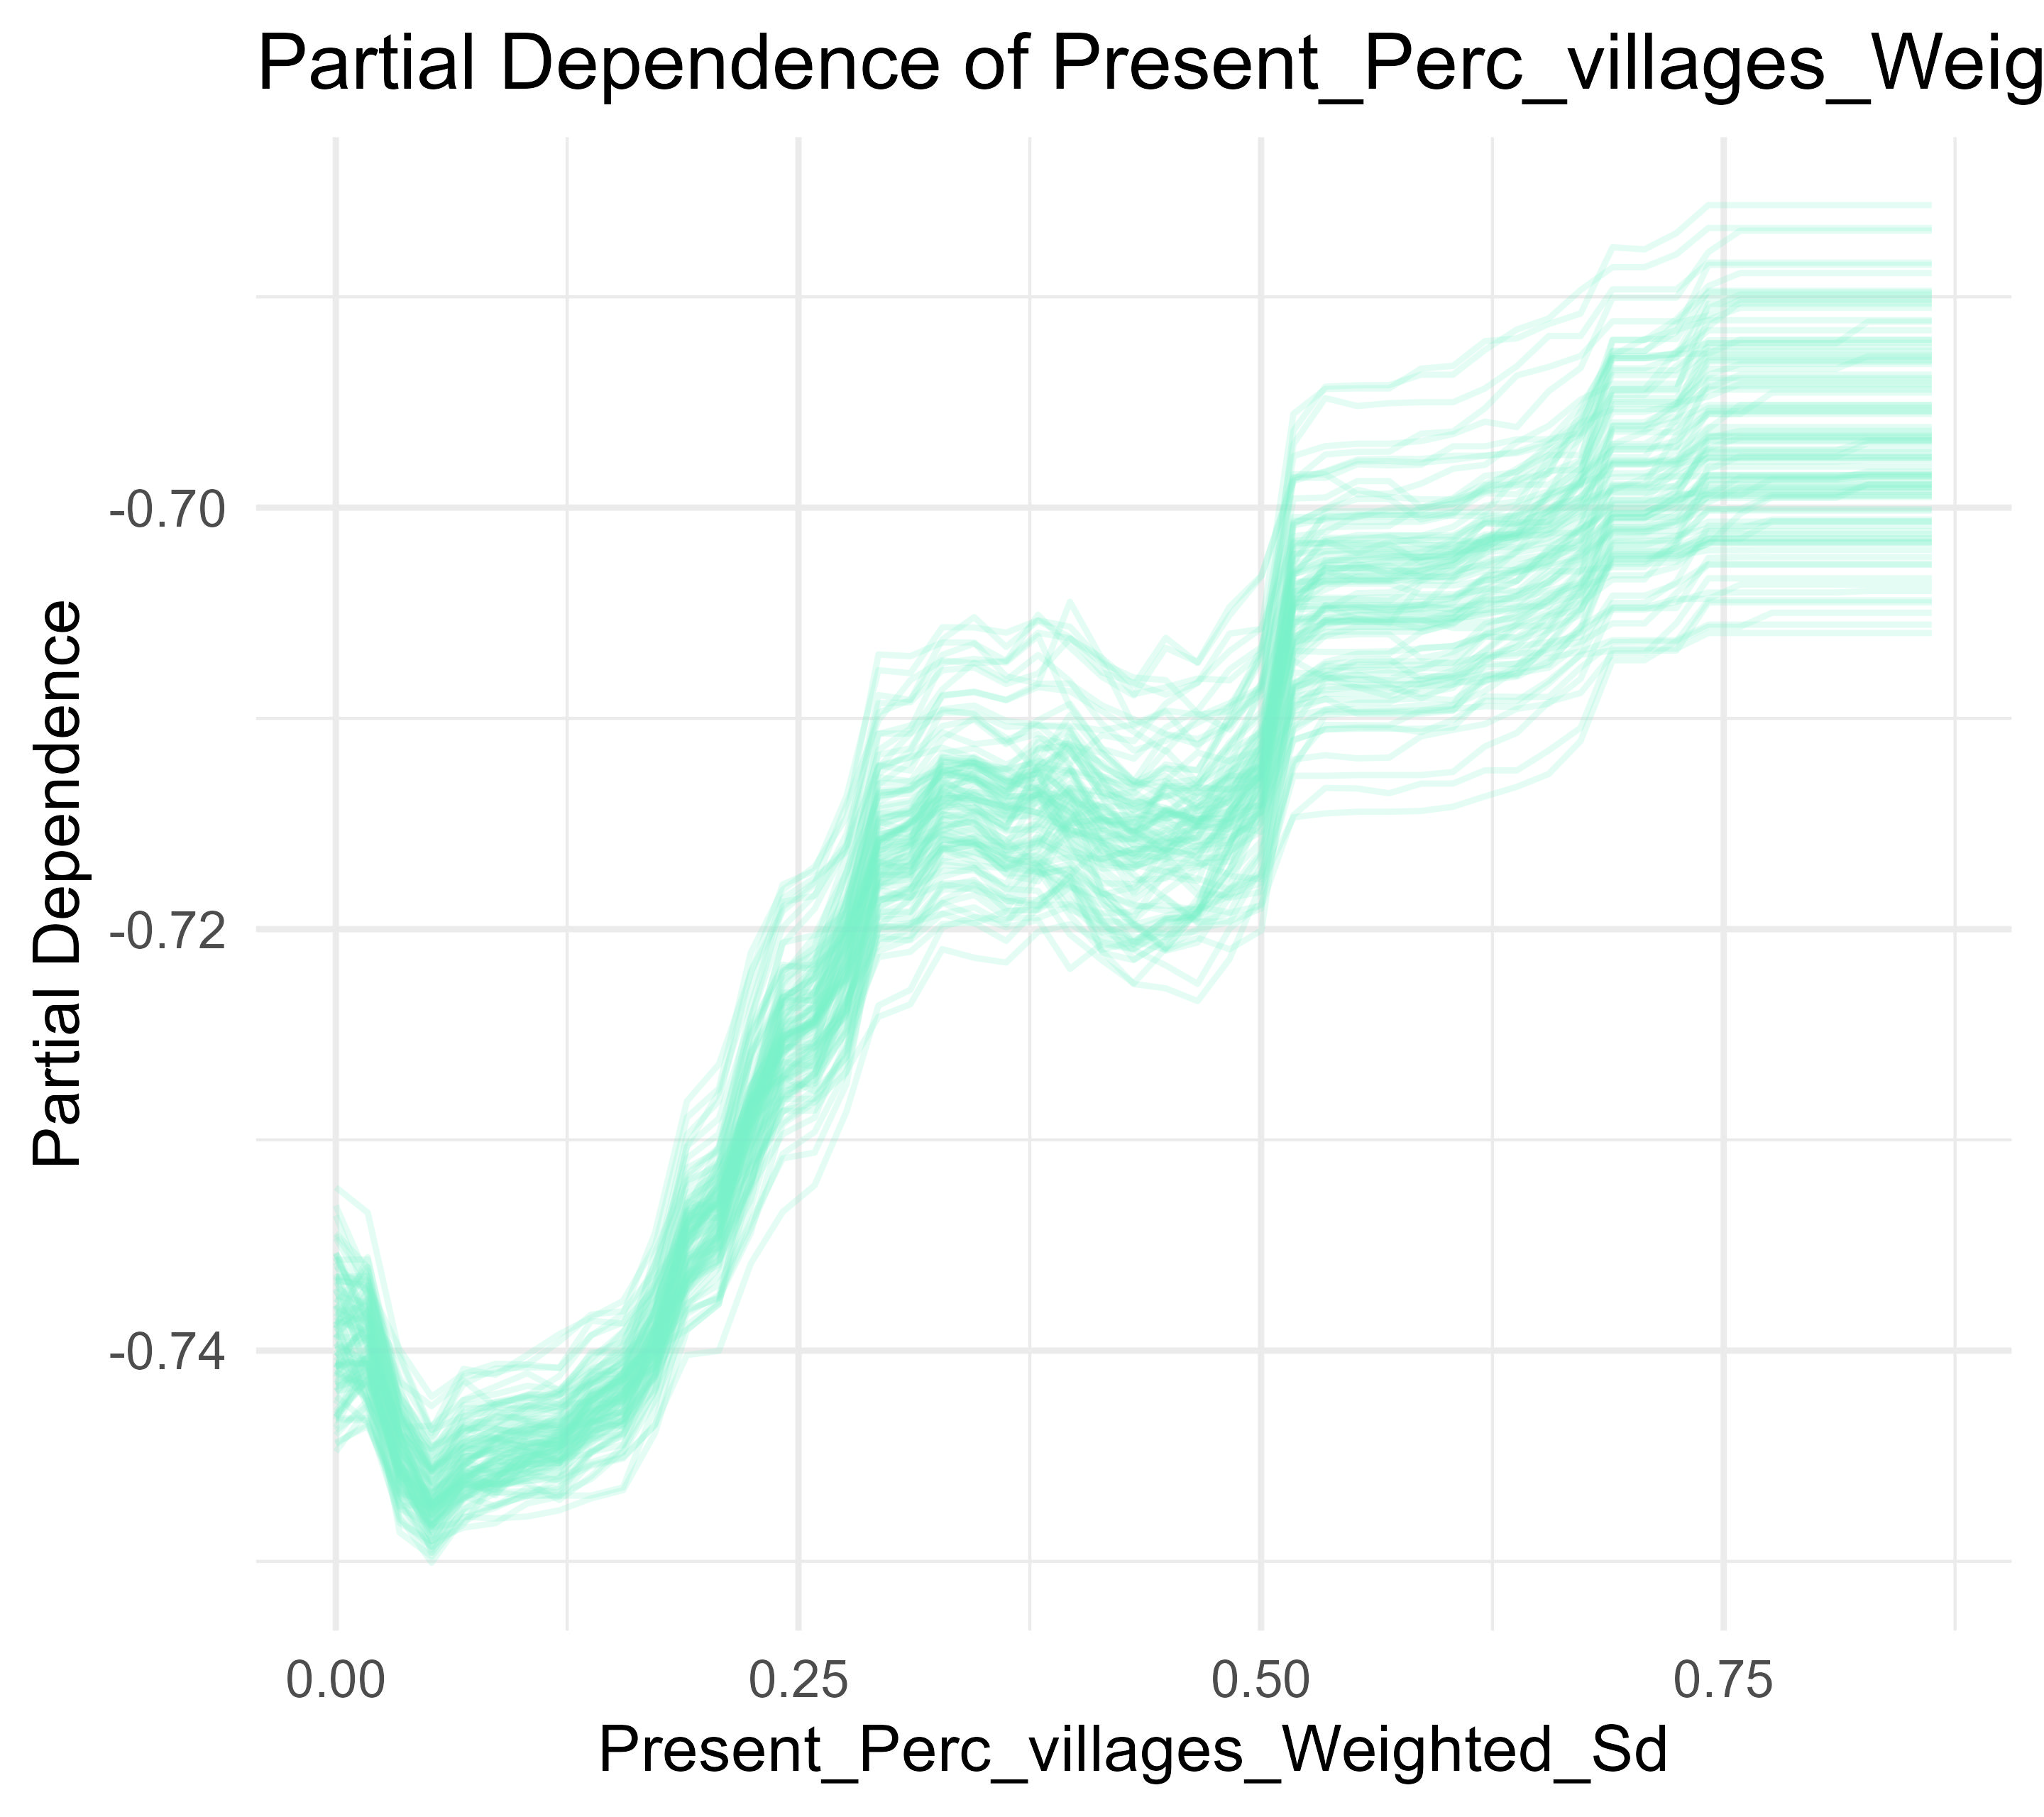 Partial Dependence of Present_Perc_villages_Weig
Partial Dependence
-0.70
-0.72
-0.74
0.00 0.25 0.50 0.75
Present_Perc_villages_Weighted_Sd